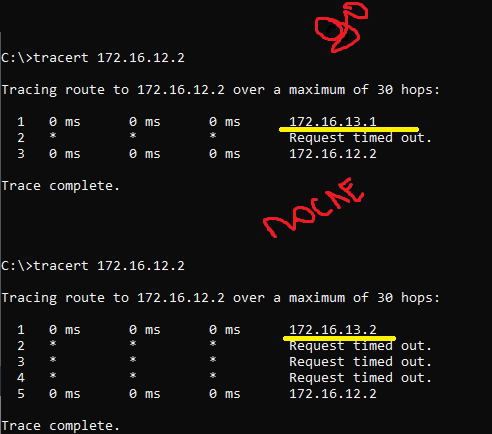 до
C:\>tracert 172.16.12.2
Tracing route to 172.16.12.2 over a maximum of 30 hops:
1 0 ms 0 ms 0 ms 172.16.13.1
2 * * * Request timed out.
3 0 ms 0 ms 0 ms 172.16.12.2
Trace complete.
ПОСЛЕ
C:\>tracert 172.16.12.2
Tracing route to 172.16.12.2 over a maximum of 30 hops:
1 0 ms 0 ms 0 ms 172.16.13.2
2 * * * Request timed out.
3 * * * Request timed out.
4 * * * Request timed out.
5 0 ms 0 ms 0 ms 172.16.12.2
Trace complete.